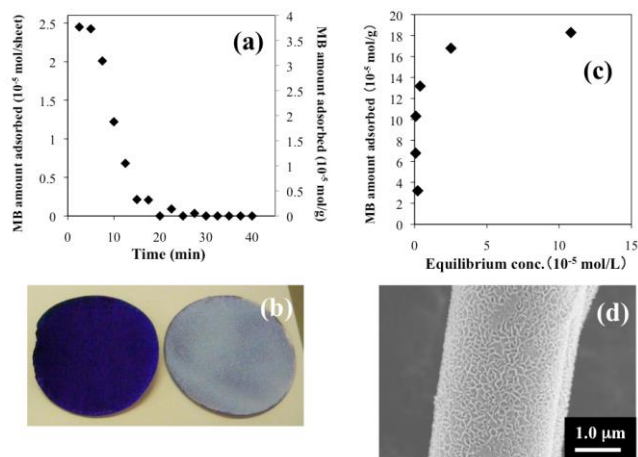 (a)
MB amount adsorbed (10⁻⁵ mol/sheet)
2.5
2
1.5
1
0.5
0
0 10 20 30 40
Time (min)
4
3.5
3
2.5
2
1.5
1
0.5
0
MB amount adsorbed (10⁻⁵ mol/g)
(c)
MB amount adsorbed (10⁻⁵ mol/g)
20
18
16
14
12
10
8
6
4
2
0
0 5 10 15
Equilibrium conc.(10⁻⁵ mol/L)
(b)
(d)
1.0 μm